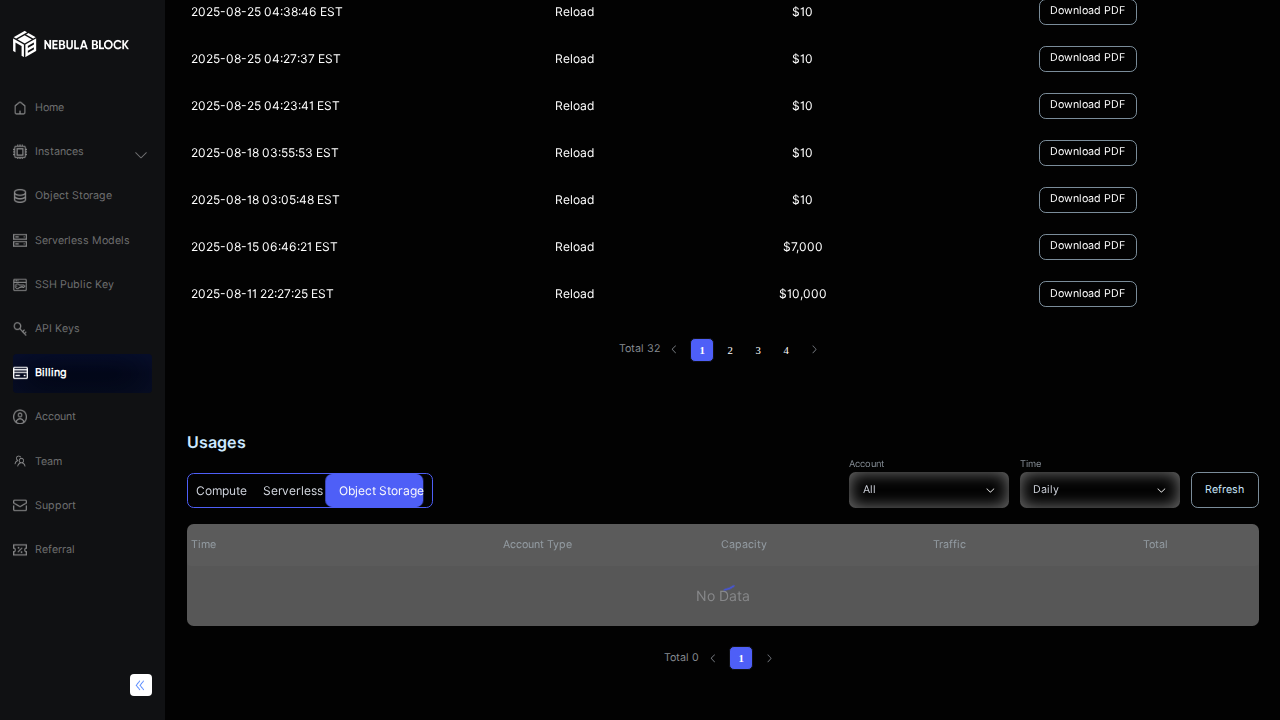 NEBULA BLOCK
Home
Instances
Object Storage
Serverless Models
SSH Public Key
API Keys
Billing
Account
Team
Support
Referral
2025-08-25 04:38:46 EST Reload $10 Download PDF
2025-08-25 04:27:37 EST Reload $10 Download PDF
2025-08-25 04:23:41 EST Reload $10 Download PDF
2025-08-18 03:55:53 EST Reload $10 Download PDF
2025-08-18 03:05:48 EST Reload $10 Download PDF
2025-08-15 06:46:21 EST Reload $7,000 Download PDF
2025-08-11 22:27:25 EST Reload $10,000 Download PDF
Total 32 1 2 3 4
Usages
Account Time
Compute Serverless Object Storage All Daily Refresh
Time Account Type Capacity Traffic Total
No Data
Total 0 1